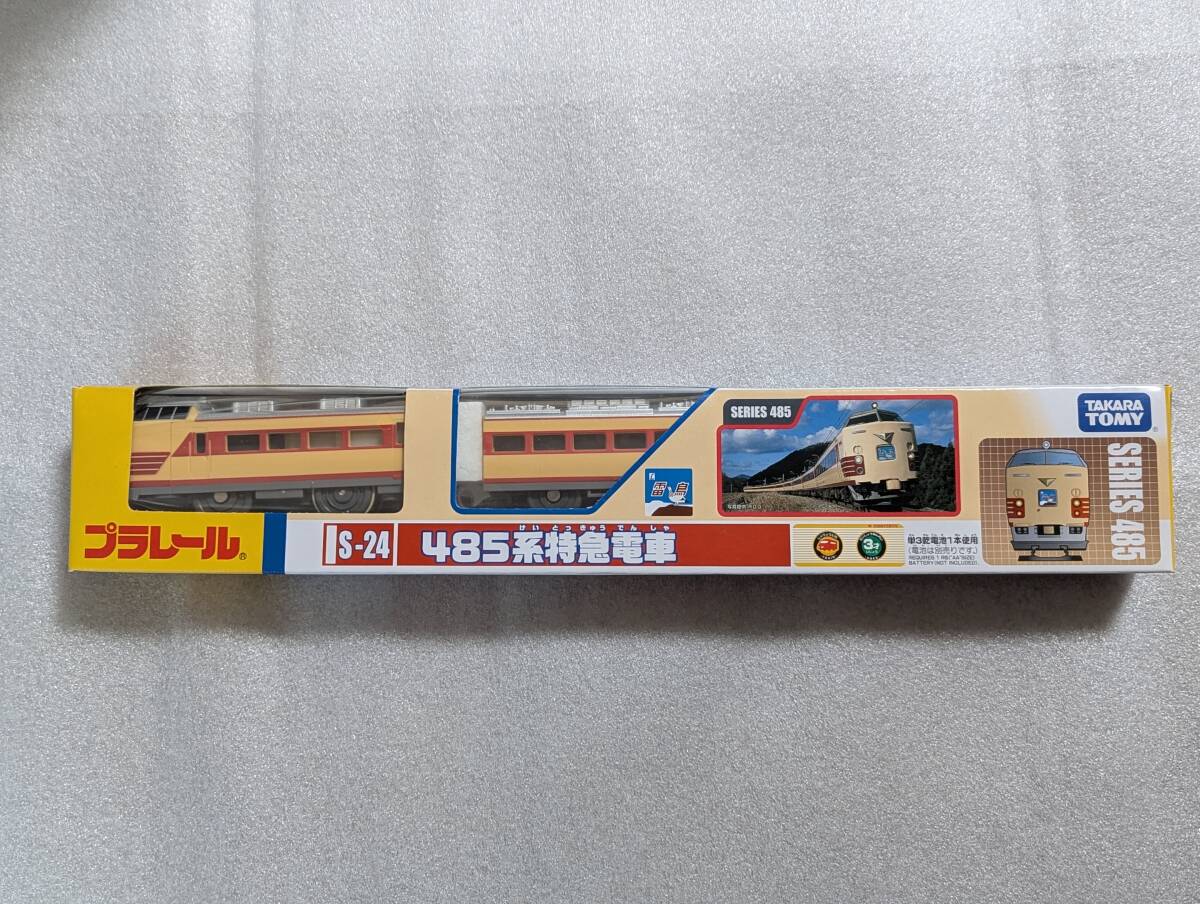 プラレール®
S-24
けい とっ きゅう でん しゃ
485系特急電車
雷鳥
SERIES 485
単3乾電池1本使用
(電池は別売りです。)
REQUIRES 1 R6("AA"SIZE)
BATTERY(NOT INCLUDED).
TAKARA
TOMY®
SERIES 485